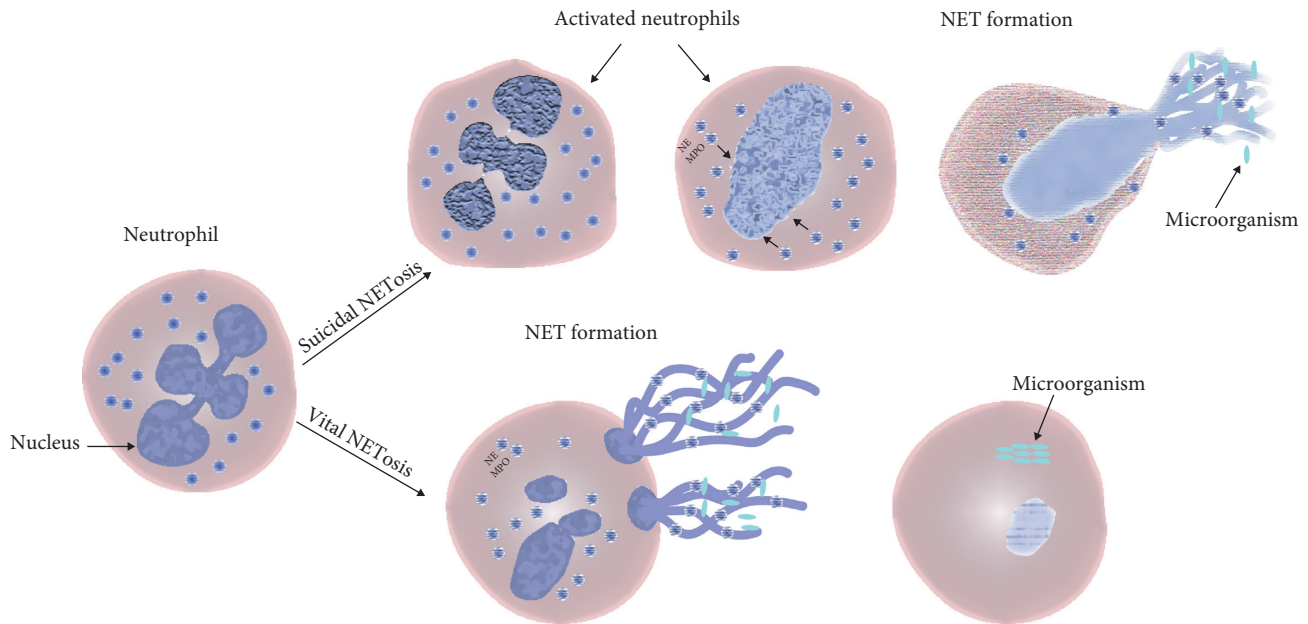 Activated neutrophils
NET formation
NE
MPO
Microorganism
Neutrophil
Suicidal NETosis
Nucleus
Vital NETosis
NET formation
NE
MPO
Microorganism